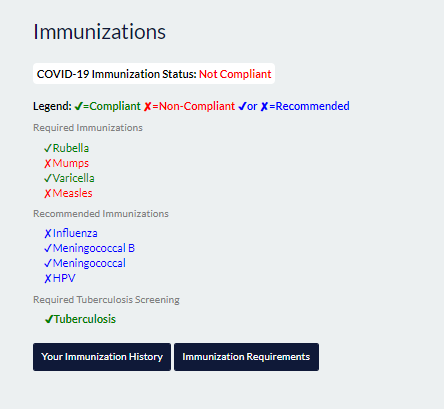 Immunizations
COVID-19 Immunization Status: Not Compliant
Legend: ✔=Compliant ✘=Non-Compliant ✔or ✘=Recommended
Required Immunizations
✓Rubella
✗Mumps
✓Varicella
✗Measles
Recommended Immunizations
✗Influenza
✓Meningococcal B
✓Meningococcal
✗HPV
Required Tuberculosis Screening
✔Tuberculosis
Your Immunization History Immunization Requirements